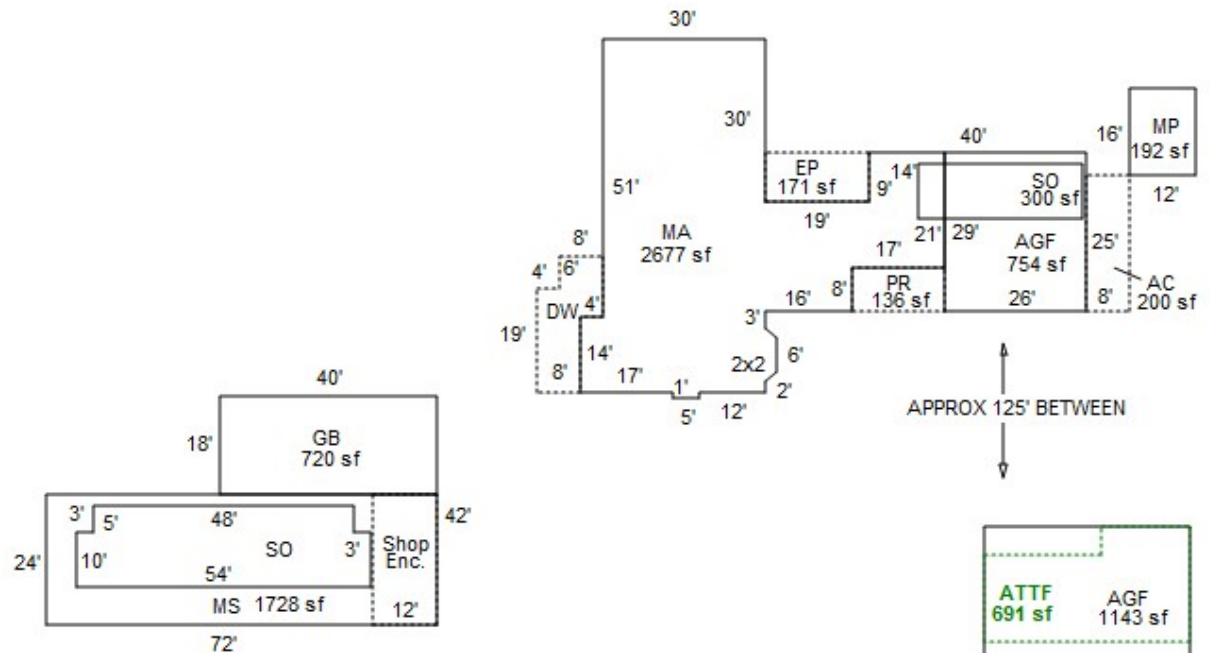 30'
30'
40'
16'
MP
192 sf
EP
171 sf
14'
9'
SO
300 sf
12'
51'
19'
MA
2677 sf
21'
29'
AGF
754 sf
25'
8'
6'
4'
17'
PR
136 sf
8'
16'
26'
8'
AC
200 sf
DW
4'
3'
19'
14'
2x2
6'
8'
17'
1'
5'
12'
2'
APPROX 125' BETWEEN
40'
18'
GB
720 sf
3'
5'
48'
42'
24'
10'
SO
3'
Shop
Enc.
54'
MS 1728 sf
12'
72'
ATTF
691 sf
AGF
1143 sf